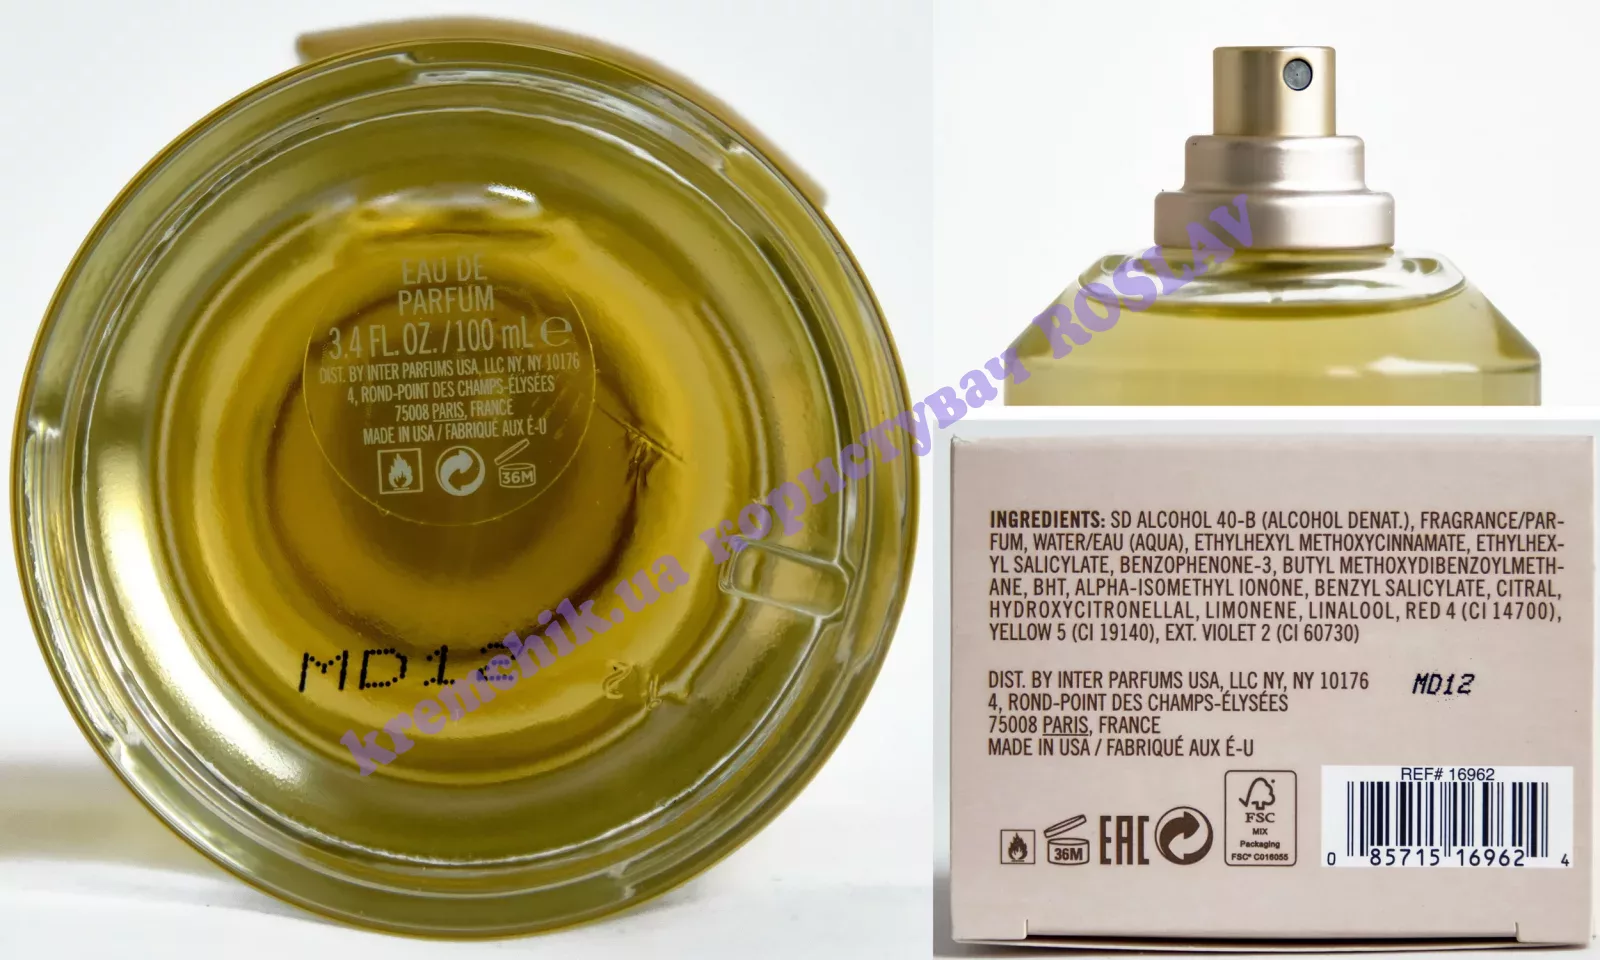 EAU DE
PARFUM
3.4 FL. OZ. / 100 mL ℮
DIST. BY INTER PARFUMS USA, LLC NY, NY 10176
4, ROND-POINT DES CHAMPS-ÉLYSÉES
75008 PARIS, FRANCE
MADE IN USA / FABRIQUÉ AUX É-U
36M
MD12
kremchik.ua користувач ROSLAV
INGREDIENTS: SD ALCOHOL 40-B (ALCOHOL DENAT.), FRAGRANCE/PAR-
FUM, WATER/EAU (AQUA), ETHYLHEXYL METHOXYCINNAMATE, ETHYLHEX-
YL SALICYLATE, BENZOPHENONE-3, BUTYL METHOXYDIBENZOYLMETH-
ANE, BHT, ALPHA-ISOMETHYL IONONE, BENZYL SALICYLATE, CITRAL,
HYDROXYCITRONELLAL, LIMONENE, LINALOOL, RED 4 (CI 14700),
YELLOW 5 (CI 19140), EXT. VIOLET 2 (CI 60730)
DIST. BY INTER PARFUMS USA, LLC NY, NY 10176
4, ROND-POINT DES CHAMPS-ÉLYSÉES
75008 PARIS, FRANCE
MADE IN USA / FABRIQUÉ AUX É-U
MD12
36M
EAC
FSC
MIX
Packaging
FSC® C016055
REF# 16962
0 85715 16962 4